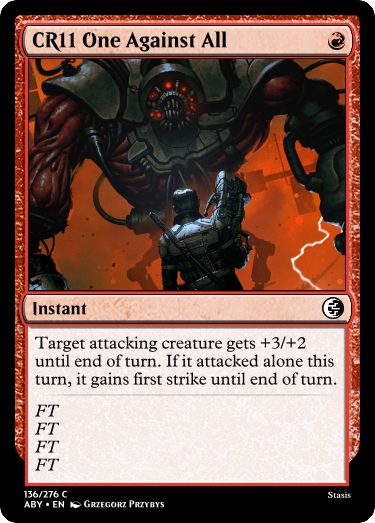 CR11 One Against All
Instant
Target attacking creature gets +3/+2
until end of turn. If it attacked alone this
turn, it gains first strike until end of turn.
FT
FT
FT
FT
136/276 C
Stasis
ABY • EN Grzegorz Przybys